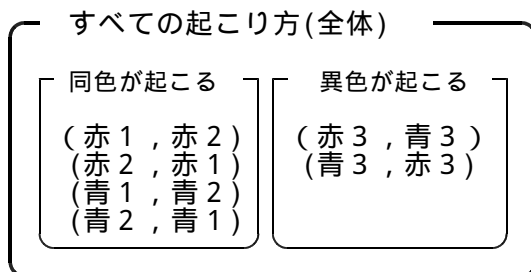 すべての起こり方(全体)
同色が起こる
(赤1,赤2)
(赤2,赤1)
(青1,青2)
(青2,青1)
異色が起こる
(赤3,青3)
(青3,赤3)